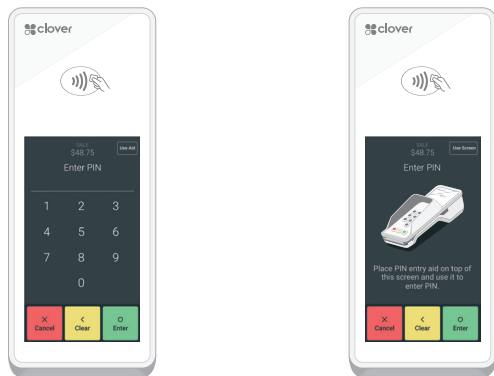 clover
SALE
$48.75
Use Aid
Enter PIN
1 2 3
4 5 6
7 8 9
0
× Cancel
< Clear
O Enter
clover
SALE
$48.75
Use Screen
Enter PIN
Place PIN entry aid on top of
this screen and use it to
enter PIN.
× Cancel
< Clear
O Enter